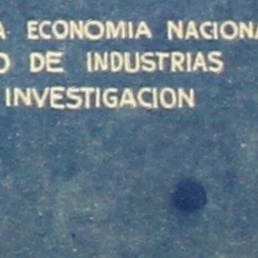 A ECONOMIA NACIONA
O DE INDUSTRIAS
INVESTIGACION